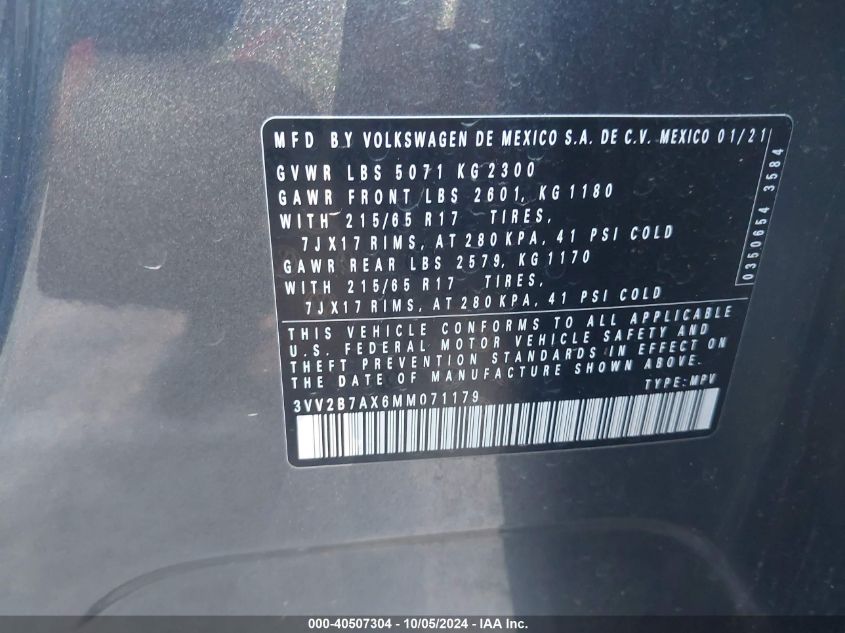 MFD BY VOLKSWAGEN DE MEXICO S.A. DE C.V. MEXICO 01/21
GVWR LBS 5071 KG 2300
GAWR FRONT LBS 2601, KG 1180
WITH 215/65 R17 TIRES,
7JX17 RIMS, AT 280 KPA, 41 PSI COLD
GAWR REAR LBS 2579, KG 1170
WITH 215/65 R17 TIRES,
7JX17 RIMS, AT 280 KPA, 41 PSI COLD
0350654 3584
THIS VEHICLE CONFORMS TO ALL APPLICABLE
U.S. FEDERAL MOTOR VEHICLE SAFETY AND
THEFT PREVENTION STANDARDS IN EFFECT ON
THE DATE OF MANUFACTURE SHOWN ABOVE.
TYPE: MPV
3VV2B7AX6MM071179
000-40507304 - 10/05/2024 - IAA Inc.